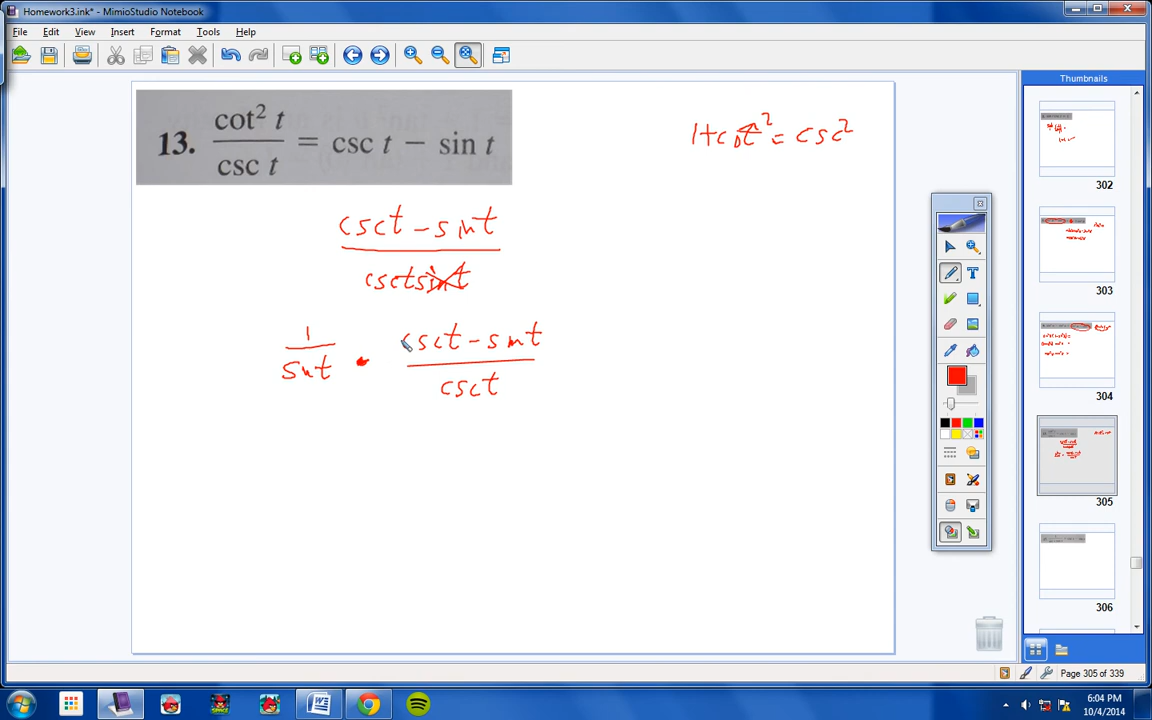 Homework3.ink* - MimioStudio Notebook
File Edit View Insert Format Tools Help
Thumbnails
13. cot² t / csc t = csc t − sin t
1+cot² = csc²
csct - sint
csctsint
1 / sint · csct - sint / csct
302
303
304
305
306
Page 305 of 339
6:04 PM
10/4/2014